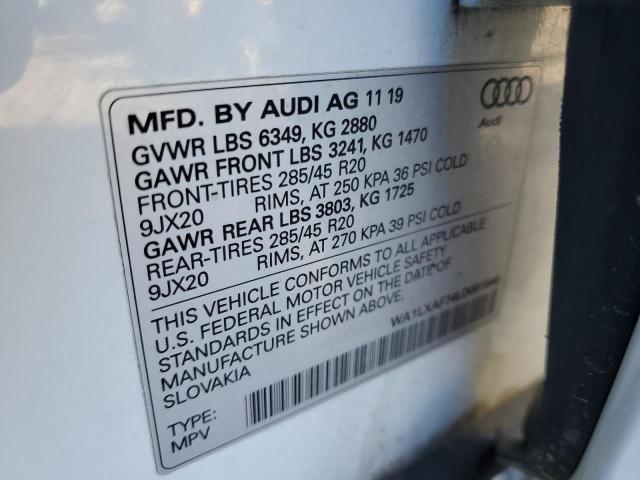 MFD. BY AUDI AG 11 19
GVWR LBS 6349, KG 2880
GAWR FRONT LBS 3241, KG 1470
FRONT-TIRES 285/45 R20
9JX20 RIMS, AT 250 KPA 36 PSI COLD
GAWR REAR LBS 3803, KG 1725
REAR-TIRES 285/45 R20
9JX20 RIMS, AT 270 KPA 39 PSI COLD
THIS VEHICLE CONFORMS TO ALL APPLICABLE
U.S. FEDERAL MOTOR VEHICLE SAFETY
STANDARDS IN EFFECT ON THE DATE OF
MANUFACTURE SHOWN ABOVE.
SLOVAKIA
TYPE:
MPV
Audi